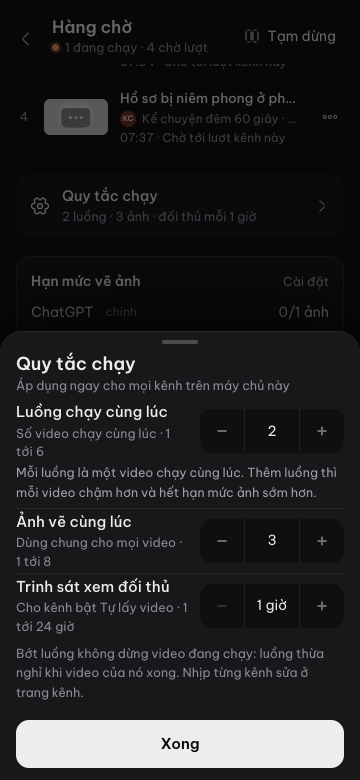 Hàng chờ
1 đang chạy · 4 chờ lượt
Tạm dừng
4
Hồ sơ bị niêm phong ở ph...
KC Kể chuyện đêm 60 giây · ...
07:37 · Chờ tới lượt kênh này
Quy tắc chạy
2 luồng · 3 ảnh · đối thủ mỗi 1 giờ
Hạn mức vẽ ảnh
Cài đặt
ChatGPT chính
0/1 ảnh
Quy tắc chạy
Áp dụng ngay cho mọi kênh trên máy chủ này
Luồng chạy cùng lúc
Số video chạy cùng lúc · 1
tới 6
− 2 +
Mỗi luồng là một video chạy cùng lúc. Thêm luồng thì
mỗi video chậm hơn và hết hạn mức ảnh sớm hơn.
Ảnh vẽ cùng lúc
Dùng chung cho mọi video ·
1 tới 8
− 3 +
Trinh sát xem đối thủ
Cho kênh bật Tự lấy video · 1
tới 24 giờ
− 1 giờ +
Bớt luồng không dừng video đang chạy: luồng thừa
nghỉ khi video của nó xong. Nhịp từng kênh sửa ở
trang kênh.
Xong